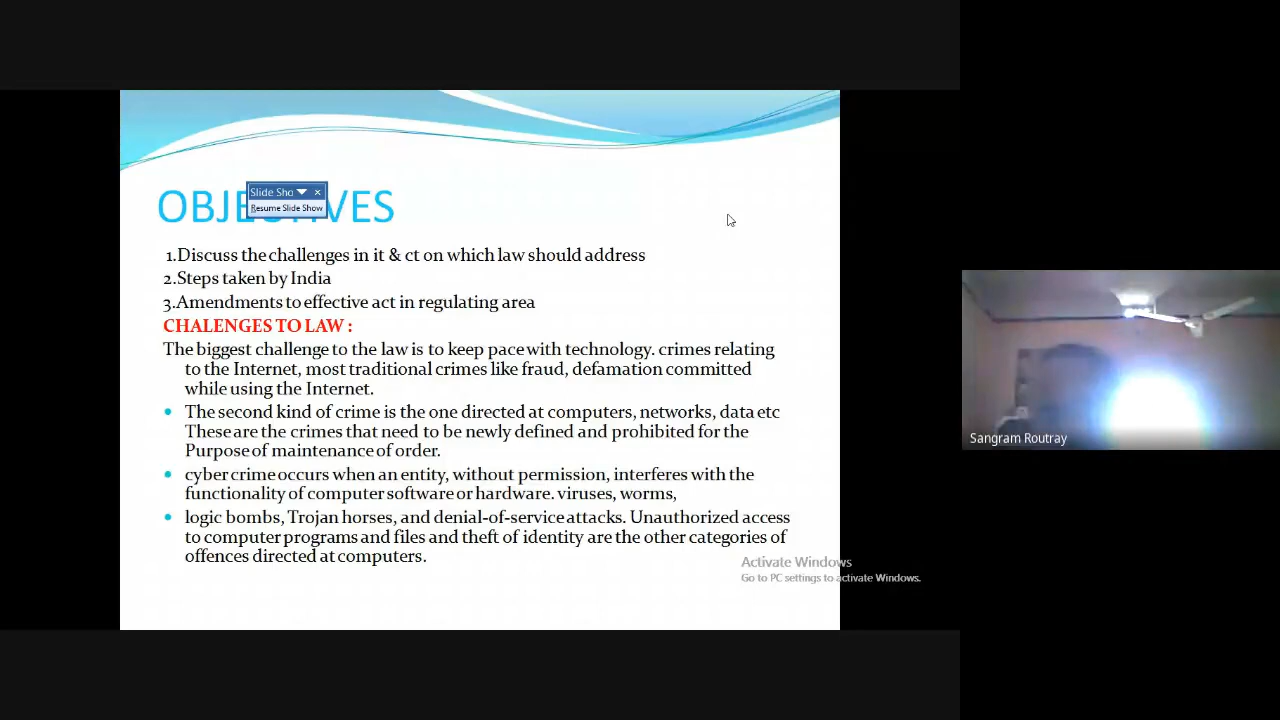 OBJECTIVES
Slide Sho
Resume Slide Show
1.Discuss the challenges in it & ct on which law should address
2.Steps taken by India
3.Amendments to effective act in regulating area
CHALENGES TO LAW :
The biggest challenge to the law is to keep pace with technology. crimes relating
to the Internet, most traditional crimes like fraud, defamation committed
while using the Internet.
The second kind of crime is the one directed at computers, networks, data etc
These are the crimes that need to be newly defined and prohibited for the
Purpose of maintenance of order.
cyber crime occurs when an entity, without permission, interferes with the
functionality of computer software or hardware. viruses, worms,
logic bombs, Trojan horses, and denial-of-service attacks. Unauthorized access
to computer programs and files and theft of identity are the other categories of
offences directed at computers.
Activate Windows
Go to PC settings to activate Windows.
Sangram Routray